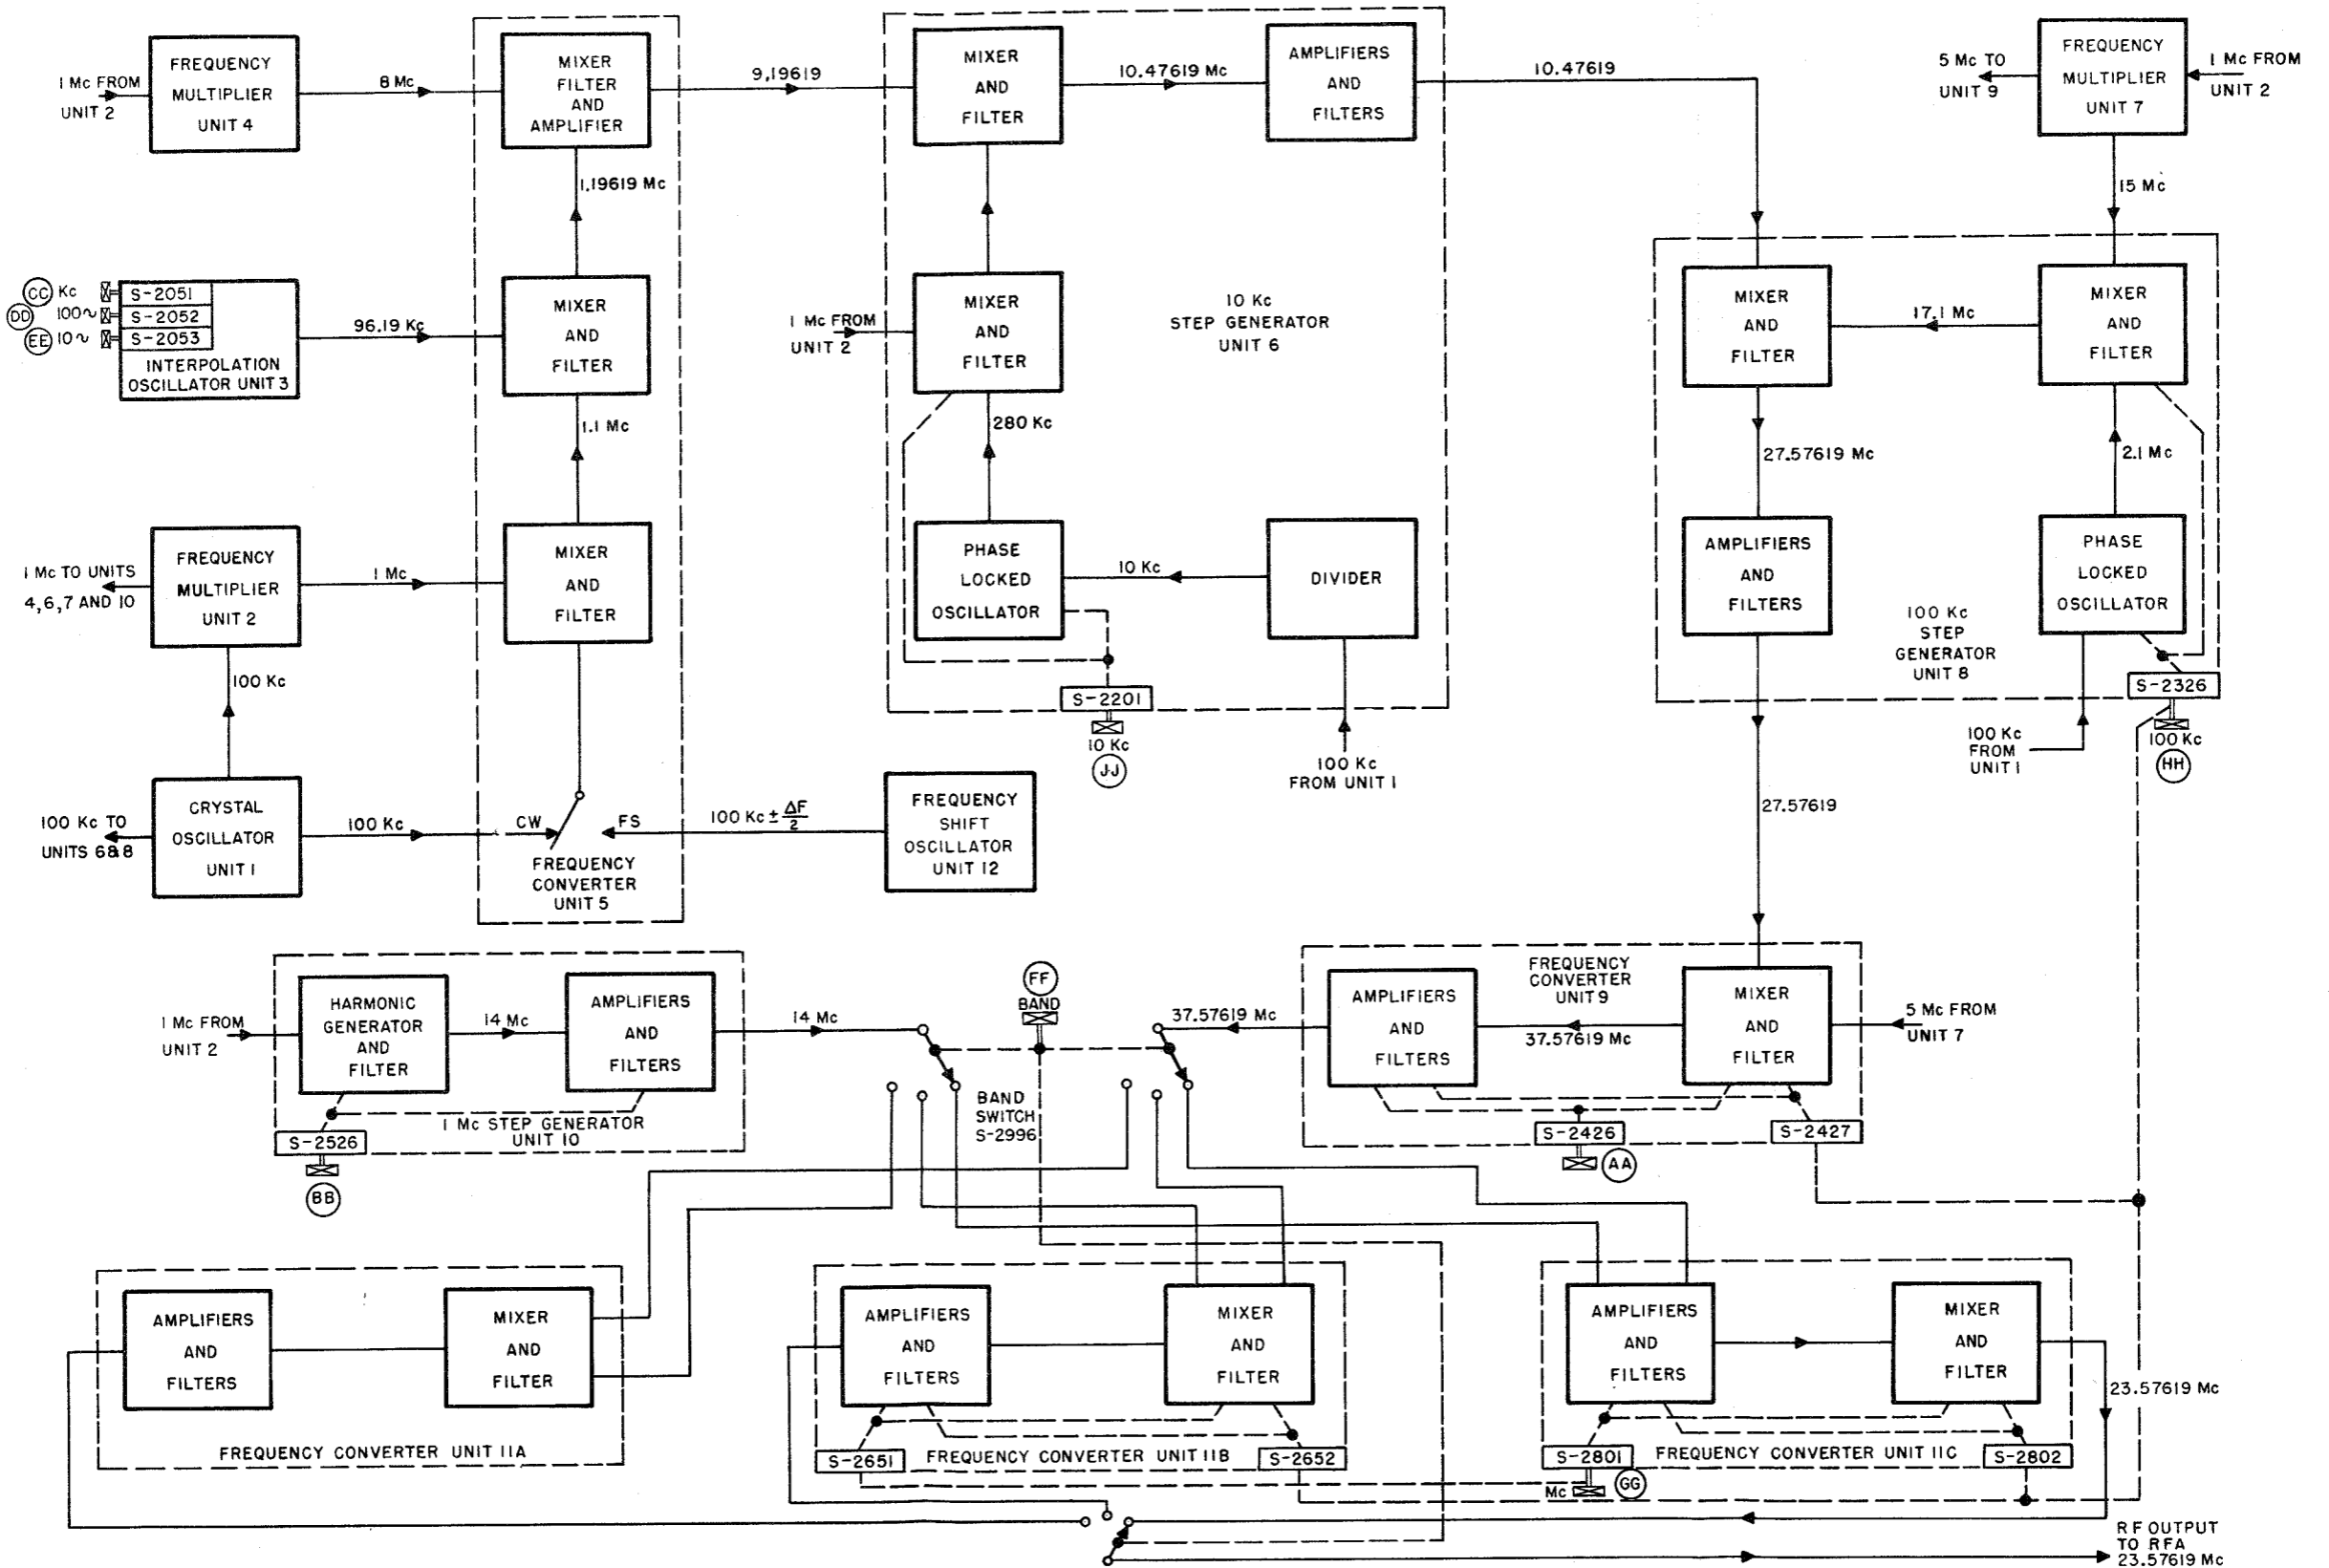 1 Mc FROM
UNIT 2
FREQUENCY
MULTIPLIER
UNIT 4
8 Mc
MIXER
FILTER
AND
AMPLIFIER
9,19619
MIXER
AND
FILTER
10.47619 Mc
AMPLIFIERS
AND
FILTERS
10.47619
5 Mc TO
UNIT 9
FREQUENCY
MULTIPLIER
UNIT 7
1 Mc FROM
UNIT 2
1.19619 Mc
15 Mc
CC Kc
DD 100~
EE 10~
S-2051
S-2052
S-2053
INTERPOLATION
OSCILLATOR UNIT 3
96.19 Kc
MIXER
AND
FILTER
1 Mc FROM
UNIT 2
MIXER
AND
FILTER
10 Kc
STEP GENERATOR
UNIT 6
MIXER
AND
FILTER
17.1 Mc
MIXER
AND
FILTER
1.1 Mc
280 Kc
27.57619 Mc
2.1 Mc
1 Mc TO UNITS
4,6,7 AND 10
FREQUENCY
MULTIPLIER
UNIT 2
1 Mc
MIXER
AND
FILTER
PHASE
LOCKED
OSCILLATOR
10 Kc
DIVIDER
AMPLIFIERS
AND
FILTERS
PHASE
LOCKED
OSCILLATOR
100 Kc
STEP
GENERATOR
UNIT 8
100 Kc
S-2201
10 Kc
JJ
100 Kc
FROM UNIT 1
S-2326
100 Kc
FROM
UNIT 1
100 Kc
HH
100 Kc TO
UNITS 6&8
CRYSTAL
OSCILLATOR
UNIT 1
100 Kc
CW
FS
FREQUENCY
CONVERTER
UNIT 5
100 Kc ± ΔF/2
FREQUENCY
SHIFT
OSCILLATOR
UNIT 12
27.57619
1 Mc FROM
UNIT 2
HARMONIC
GENERATOR
AND
FILTER
14 Mc
AMPLIFIERS
AND
FILTERS
14 Mc
1 Mc STEP GENERATOR
UNIT 10
S-2526
BB
FF
BAND
BAND
SWITCH
S-2996
37.57619 Mc
AMPLIFIERS
AND
FILTERS
FREQUENCY
CONVERTER
UNIT 9
37.57619 Mc
MIXER
AND
FILTER
5 Mc FROM
UNIT 7
S-2426
S-2427
AA
AMPLIFIERS
AND
FILTERS
MIXER
AND
FILTER
FREQUENCY CONVERTER UNIT 11A
AMPLIFIERS
AND
FILTERS
MIXER
AND
FILTER
S-2651
FREQUENCY CONVERTER UNIT 11B
S-2652
AMPLIFIERS
AND
FILTERS
MIXER
AND
FILTER
23.57619 Mc
S-2801
FREQUENCY CONVERTER UNIT 11C
S-2802
Mc
GG
RF OUTPUT
TO RFA
23.57619 Mc